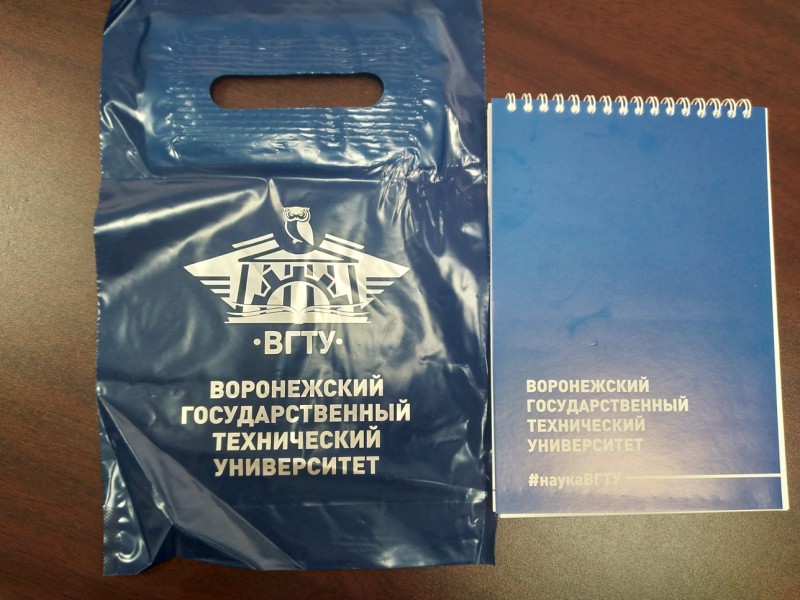 ·ВГТУ·
ВОРОНЕЖСКИЙ
ГОСУДАРСТВЕННЫЙ
ТЕХНИЧЕСКИЙ
УНИВЕРСИТЕТ
ВОРОНЕЖСКИЙ
ГОСУДАРСТВЕННЫЙ
ТЕХНИЧЕСКИЙ
УНИВЕРСИТЕТ
#наукаВГТУ